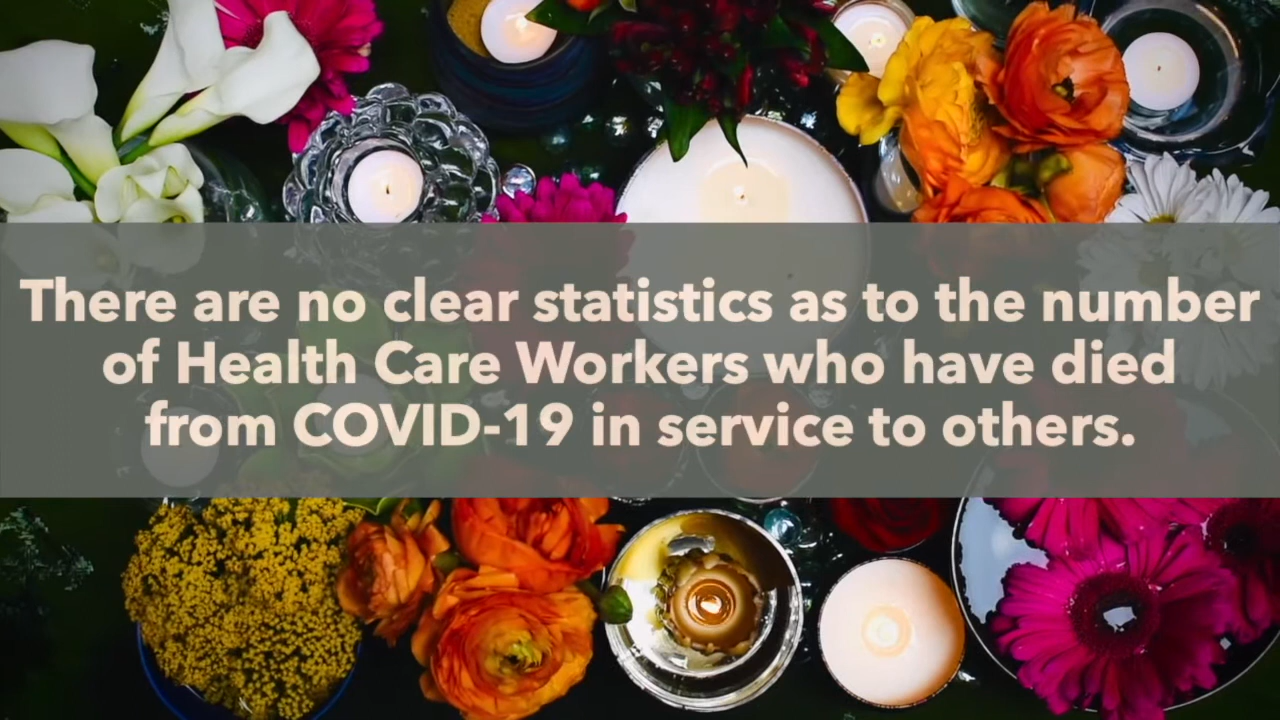 There are no clear statistics as to the number
of Health Care Workers who have died
from COVID-19 in service to others.